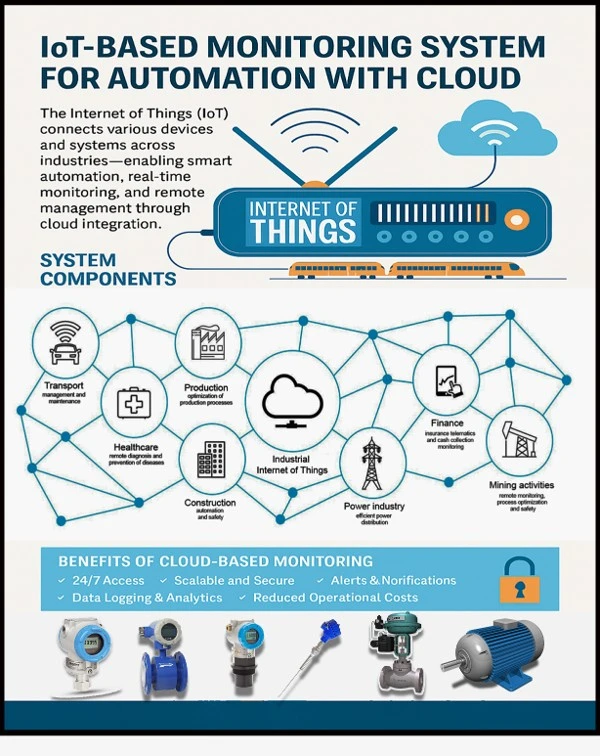 IoT-BASED MONITORING SYSTEM
FOR AUTOMATION WITH CLOUD
The Internet of Things (IoT)
connects various devices
and systems across
industries—enabling smart
automation, real-time
monitoring, and remote
management through
cloud integration.
INTERNET OF
THINGS
SYSTEM
COMPONENTS
Transport
management and
maintenance
Healthcare
remote diagnosis and
prevention of diseases
Production
optimization of
production processes
Construction
automation
and safety
Industrial
Internet of Things
Power industry
efficient power
distribution
Finance
insurance telematics
and cash collection
monitoring
Mining activities
remote monitoring,
process optimization
and safety
BENEFITS OF CLOUD-BASED MONITORING
✓ 24/7 Access ✓ Scalable and Secure ✓ Alerts & Norifications
✓ Data Logging & Analytics ✓ Reduced Operational Costs